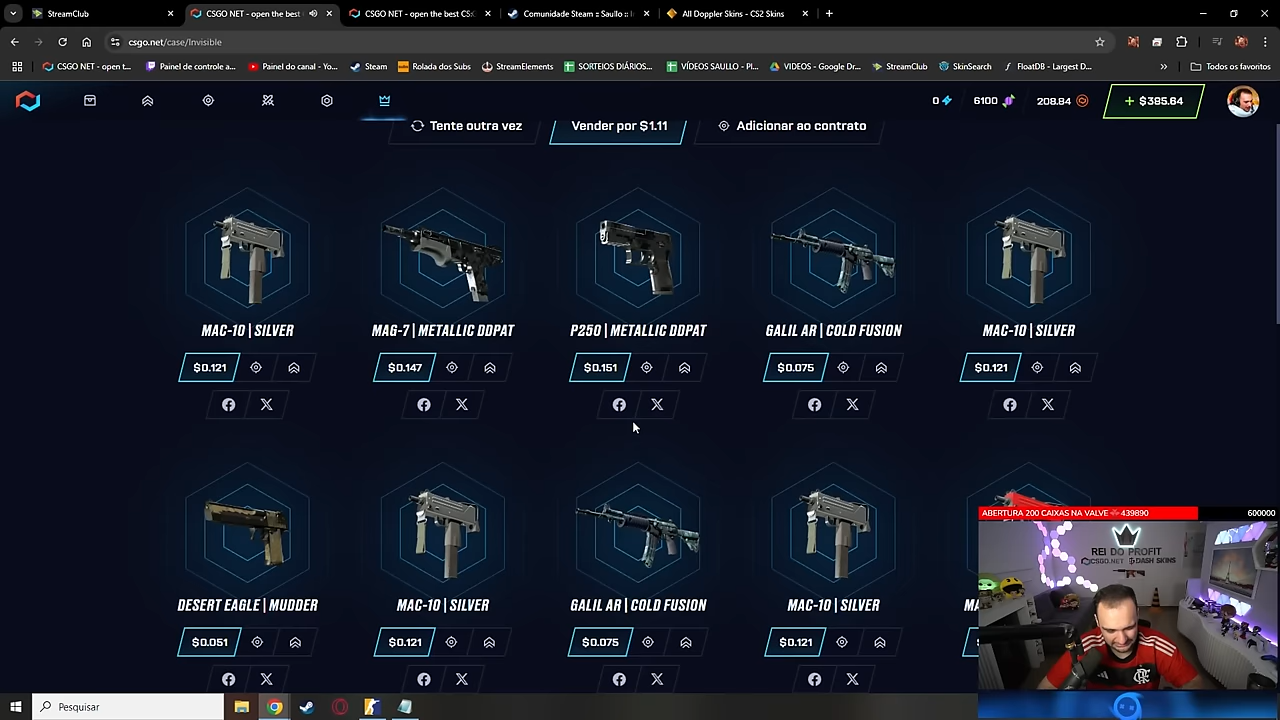 StreamClub
CSGO NET - open the best
CSGO NET - open the best CS
Comunidade Steam :: Saullo ::
All Doppler Skins - CS2 Skins
csgo.net/case/Invisible
CSGO NET - open t...
Painel de controle a...
Painel do canal - Yo...
Steam
Rolada dos Subs
StreamElements
SORTEIOS DIÁRIOS...
VÍDEOS SAULLO - Pl...
VIDEOS - Google Dr...
StreamClub
SkinSearch
FloatDB - Largest D...
Todos os favoritos
0
6100
208.84
+ $385.64
Tente outra vez
Vender por $1.11
Adicionar ao contrato
MAC-10 | SILVER
MAG-7 | METALLIC DDPAT
P250 | METALLIC DDPAT
GALIL AR | COLD FUSION
MAC-10 | SILVER
$0.121
$0.147
$0.151
$0.075
$0.121
ABERTURA 200 CAIXAS NA VALVE 439890
600000
REI DO PROFIT
CSGO.NET
DASH SKINS
DESERT EAGLE | MUDDER
MAC-10 | SILVER
GALIL AR | COLD FUSION
MAC-10 | SILVER
$0.051
$0.121
$0.075
$0.121
Pesquisar